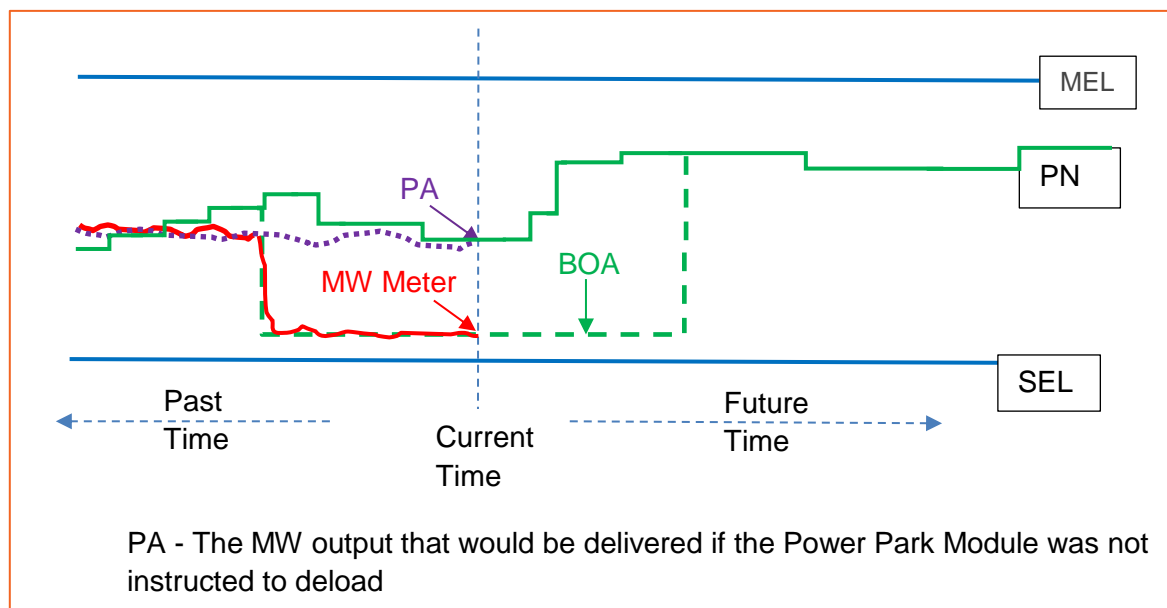 MEL
PN
PA
BOA
MW Meter
SEL
Past
Time
Current
Time
Future
Time
PA - The MW output that would be delivered if the Power Park Module was not
instructed to deload